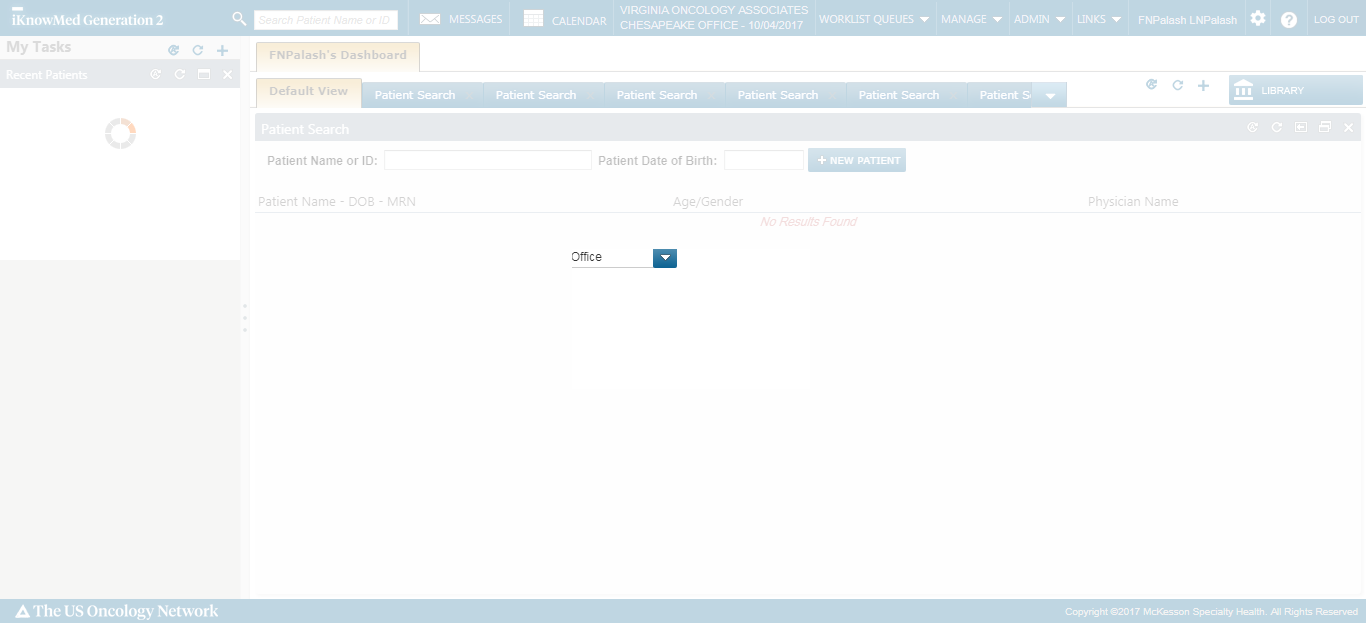 iKnowMed Generation 2
Search Patient Name or ID
MESSAGES
CALENDAR
VIRGINIA ONCOLOGY ASSOCIATES
CHESAPEAKE OFFICE - 10/04/2017
WORKLIST QUEUES
MANAGE
ADMIN
LINKS
FNPalash LNPalash
?
LOG OUT
My Tasks
Recent Patients
FNPalash's Dashboard
Default View
Patient Search
Patient Search
Patient Search
Patient Search
Patient Search
Patient S
LIBRARY
Patient Search
Patient Name or ID:
Patient Date of Birth:
+ NEW PATIENT
Patient Name - DOB - MRN
Age/Gender
Physician Name
No Results Found
Office
The US Oncology Network
Copyright ©2017 McKesson Specialty Health. All Rights Reserved